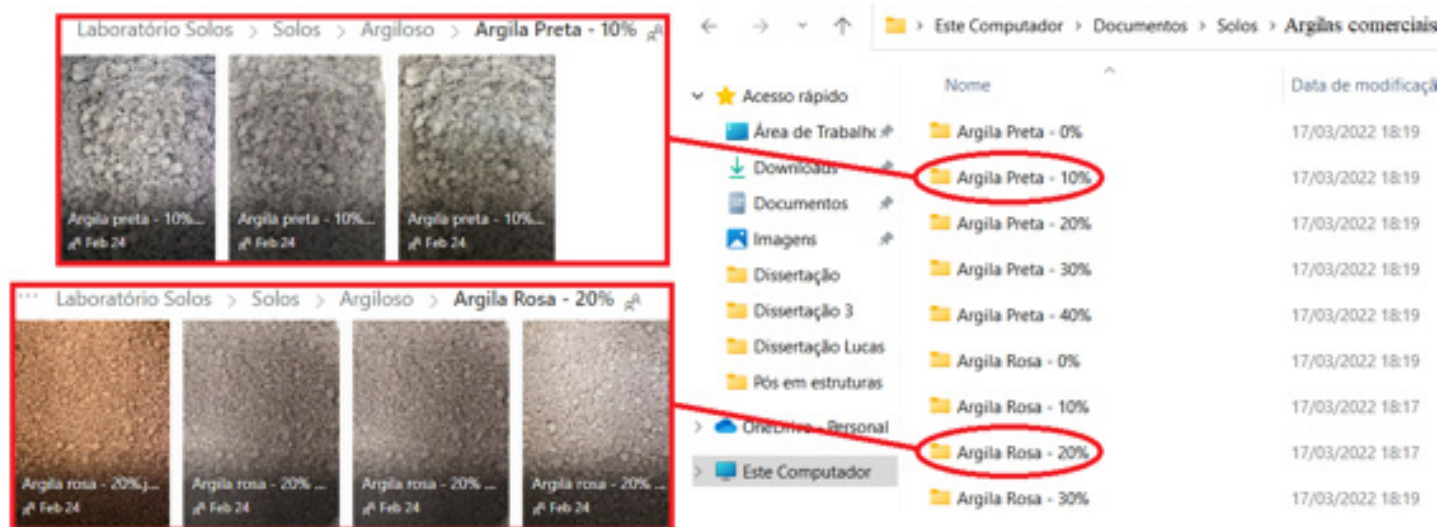 Laboratório Solos > Solos > Argiloso > Argila Preta - 10%
Argila preta - 10%...
Feb 24
Argila preta - 10%...
Feb 24
Argila preta - 10%...
Feb 24
... Laboratório Solos > Solos > Argiloso > Argila Rosa - 20%
Argila rosa - 20%.j...
Feb 24
Argila rosa - 20% ...
Feb 24
Argila rosa - 20% ...
Feb 24
Argila rosa - 20% ...
Feb 24
> Este Computador > Documentos > Solos > Argilas comerciais
Acesso rápido
Área de Trabalho
Downloads
Documentos
Imagens
Dissertação
Dissertação 3
Dissertação Lucas
Pós em estruturas
OneDrive - Personal
Este Computador
Nome Data de modificaçã
Argila Preta - 0% 17/03/2022 18:19
Argila Preta - 10% 17/03/2022 18:19
Argila Preta - 20% 17/03/2022 18:19
Argila Preta - 30% 17/03/2022 18:19
Argila Preta - 40% 17/03/2022 18:19
Argila Rosa - 0% 17/03/2022 18:19
Argila Rosa - 10% 17/03/2022 18:17
Argila Rosa - 20% 17/03/2022 18:17
Argila Rosa - 30% 17/03/2022 18:19